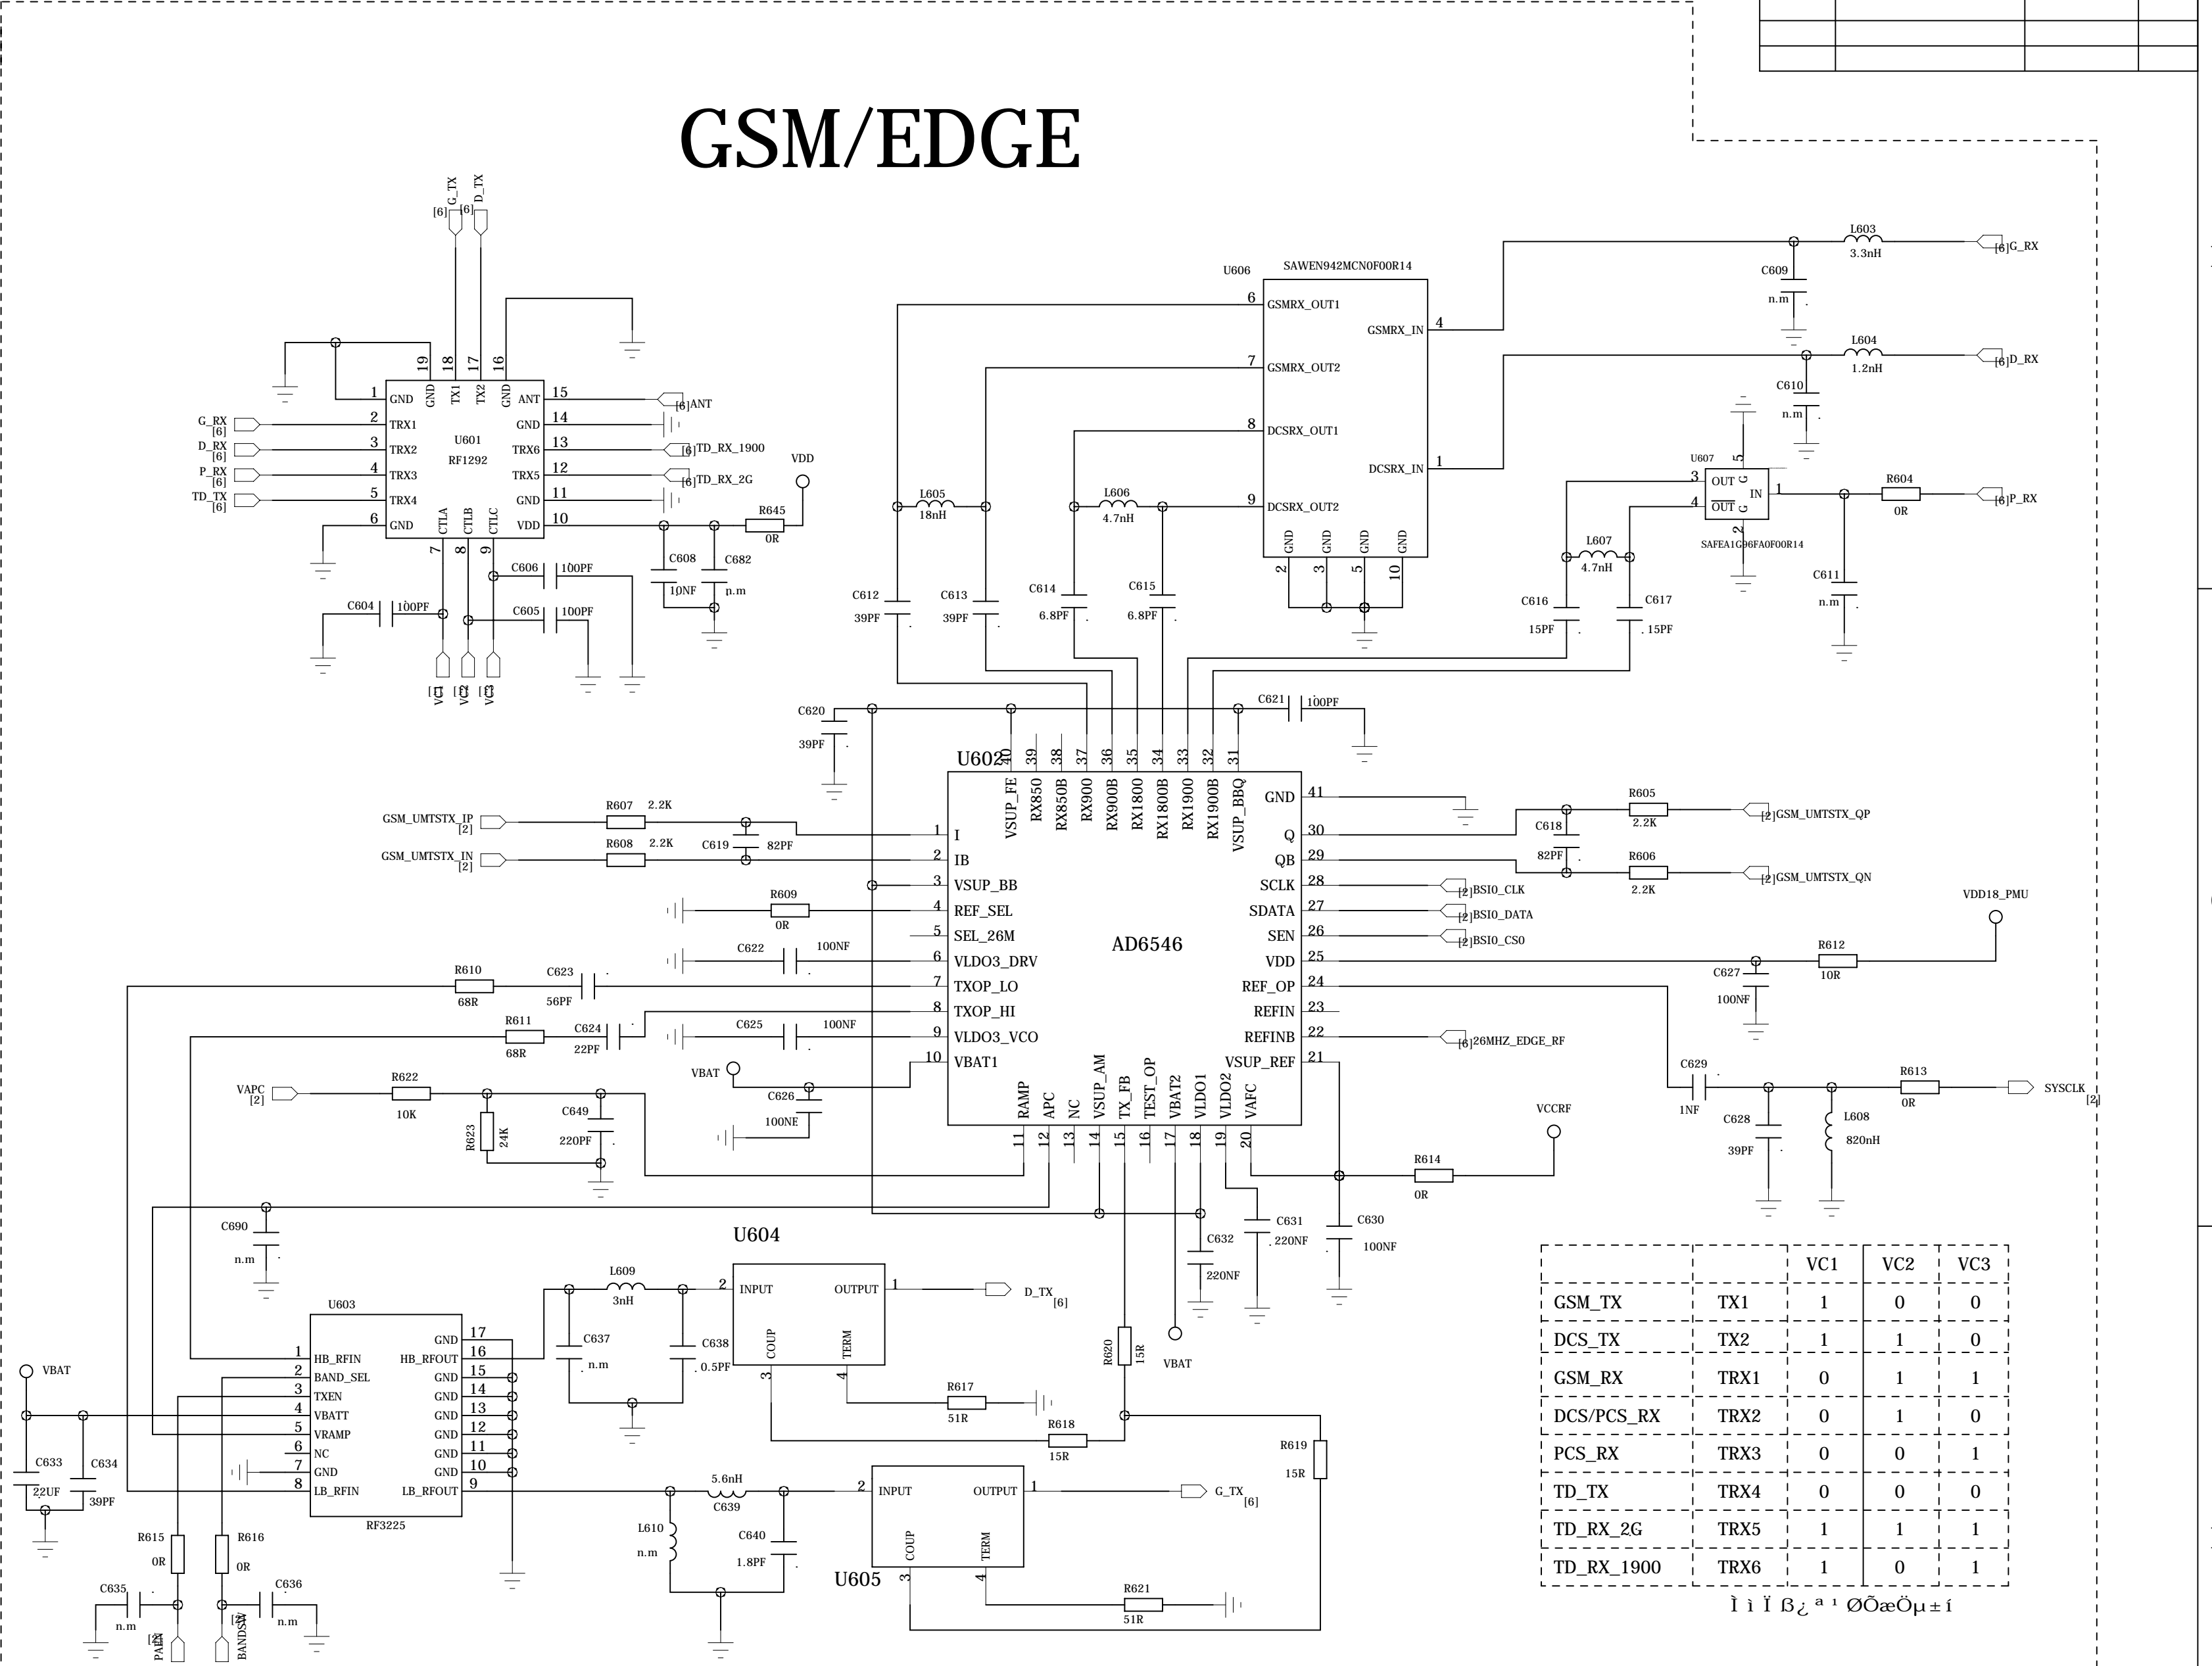 GSM/EDGE
G_TX
[6]
D_TX
[6]
19
18
17
16
GND
TX1
TX2
GND
1 GND
G_RX
[6]
2 TRX1
D_RX
[6]
3 TRX2
P_RX
[6]
4 TRX3
TD_TX
[6]
5 TRX4
6 GND
U601
RF1292
ANT 15
[6]ANT
GND 14
TRX6 13
[6]TD_RX_1900
TRX5 12
[6]TD_RX_2G
GND 11
VDD 10
CTLA
CTLB
CTLC
7
8
9
VDD
R645
0R
C608
10NF
C682
n.m
C606 100PF
C604 100PF
C605 100PF
VC1
VC2
VC3
U606
SAWEN942MCN0F00R14
6 GSMRX_OUT1
7 GSMRX_OUT2
8 DCSRX_OUT1
9 DCSRX_OUT2
GSMRX_IN 4
DCSRX_IN 1
GND
GND
GND
GND
2
3
5
10
L603
3.3nH
[6]G_RX
C609
n.m
L604
1.2nH
[6]D_RX
C610
n.m
U607
3 OUT
4 OUT
G
G
5
2
IN 1
SAFEA1G96FA0F00R14
R604
0R
[6]P_RX
C611
n.m
L605
18nH
L606
4.7nH
L607
4.7nH
C612
39PF
C613
39PF
C614
6.8PF
C615
6.8PF
C616
15PF
C617
15PF
C620
39PF
C621 100PF
U602
40
39
38
37
36
35
34
33
32
31
VSUP_FE
RX850
RX850B
RX900
RX900B
RX1800
RX1800B
RX1900
RX1900B
VSUP_BBQ
AD6546
1 I
2 IB
3 VSUP_BB
4 REF_SEL
5 SEL_26M
6 VLDO3_DRV
7 TXOP_LO
8 TXOP_HI
9 VLDO3_VCO
10 VBAT1
GND 41
Q 30
QB 29
SCLK 28
SDATA 27
SEN 26
VDD 25
REF_OP 24
REFIN 23
REFINB 22
VSUP_REF 21
RAMP
APC
NC
VSUP_AM
TX_FB
TEST_OP
VBAT2
VLDO1
VLDO2
VAFC
11
12
13
14
15
16
17
18
19
20
GSM_UMTSTX_IP
[2]
R607 2.2K
GSM_UMTSTX_IN
[2]
R608 2.2K
C619 82PF
R609
0R
C622 100NF
R610
68R
C623
56PF
R611
68R
C624
22PF
C625 100NF
VBAT
C626
VAPC
[2]
R622
10K
R623
24K
C649
220PF
R605
2.2K
[2]GSM_UMTSTX_QP
C618
82PF
R606
2.2K
[2]GSM_UMTSTX_QN
[2]BSI0_CLK
[2]BSI0_DATA
[2]BSI0_CS0
VDD18_PMU
R612
10R
C627
100NF
[6]26MHZ_EDGE_RF
C629
1NF
C628
39PF
L608
820nH
R613
0R
SYSCLK
[2]
VCCRF
R614
0R
C630
100NF
C631
220NF
C632
220NF
C690
n.m
U603
1 HB_RFIN
2 BAND_SEL
3 TXEN
4 VBATT
5 VRAMP
6 NC
7 GND
8 LB_RFIN
GND 17
HB_RFOUT 16
GND 15
GND 14
GND 13
GND 12
GND 11
GND 10
LB_RFOUT 9
RF3225
VBAT
C633
22UF
C634
39PF
R615
0R
R616
0R
C635
n.m
C636
n.m
[2]
BANDSW
U604
L609
3nH
C637
n.m
C638
0.5PF
2 INPUT
OUTPUT 1
COUP
TERM
3
4
D_TX
[6]
R617
51R
R618
15R
R620
15R
VBAT
R619
15R
5.6nH
C639
L610
n.m
C640
1.8PF
U605
2 INPUT
OUTPUT 1
COUP
TERM
3
4
G_TX
[6]
R621
51R
VC1 VC2 VC3
GSM_TX TX1 1 0 0
DCS_TX TX2 1 1 0
GSM_RX TRX1 0 1 1
DCS/PCS_RX TRX2 0 1 0
PCS_RX TRX3 0 0 1
TD_TX TRX4 0 0 0
TD_RX_2G TRX5 1 1 1
TD_RX_1900 TRX6 1 0 1
Ì ì Ï ß¿ª ¹ ØÕæÖµ±í